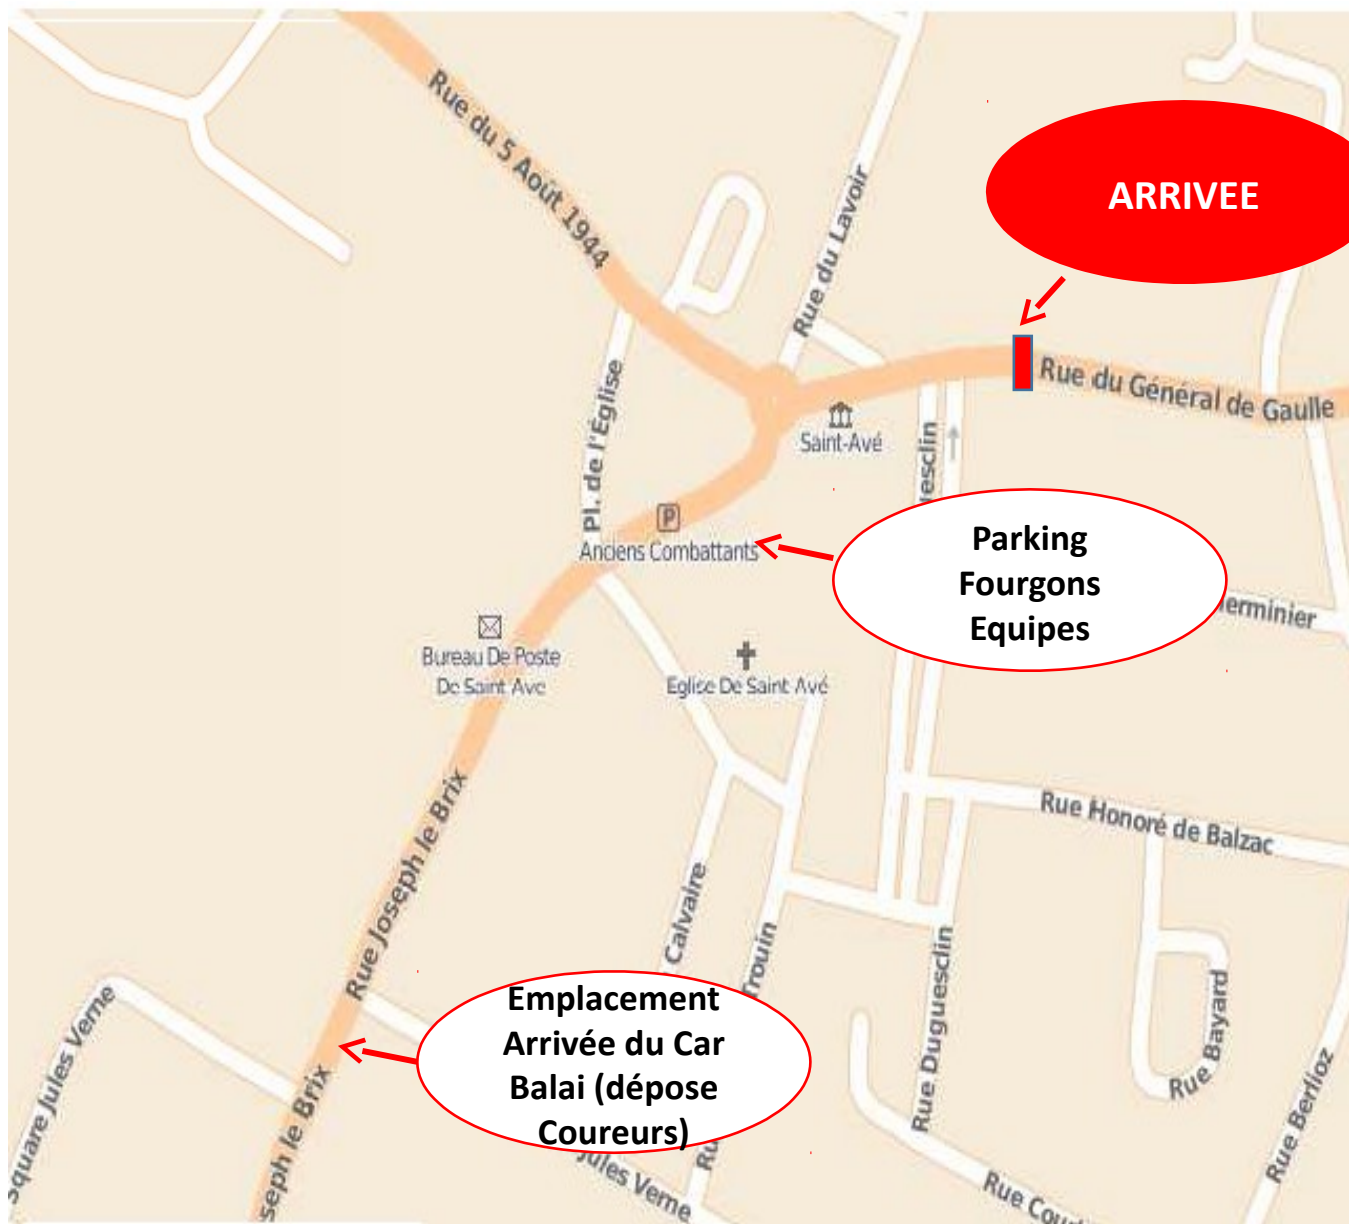 Rue du 5 Août 1944
Rue du Lavoir
ARRIVEE
Rue du Général de Gaulle
Pl. de l'Église
Saint-Avé
P
Anciens Combattants
Parking
Fourgons
Equipes
Bureau De Poste
De Saint Ave
Eglise De Saint Avé
Rue Joseph le Brix
Rue Honoré de Balzac
Calvaire
Trouin
Rue Duguesclin
Rue Bayard
Rue Berlioz
Square Jules Verne
Emplacement
Arrivée du Car
Balai (dépose
Coureurs)
le Brix
Jules Verne
Rue